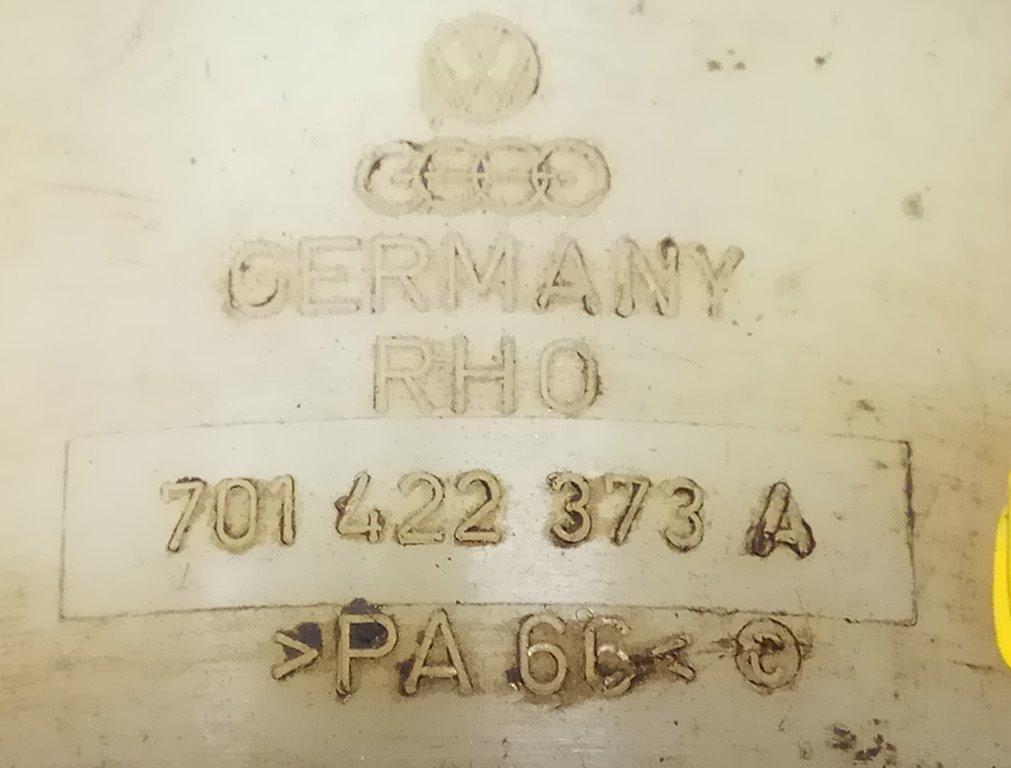 GERMANY
RHO
701 422 373 A
>PA 66< ©